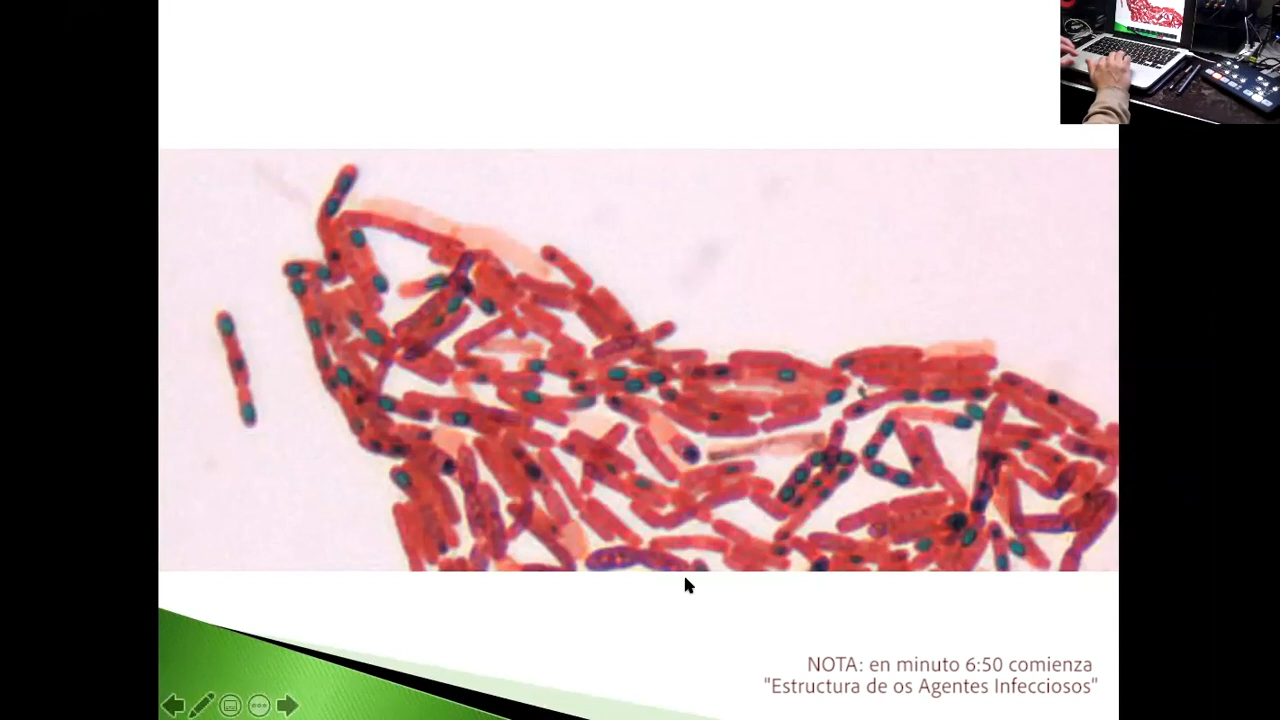 NOTA: en minuto 6:50 comienza
"Estructura de os Agentes Infecciosos"